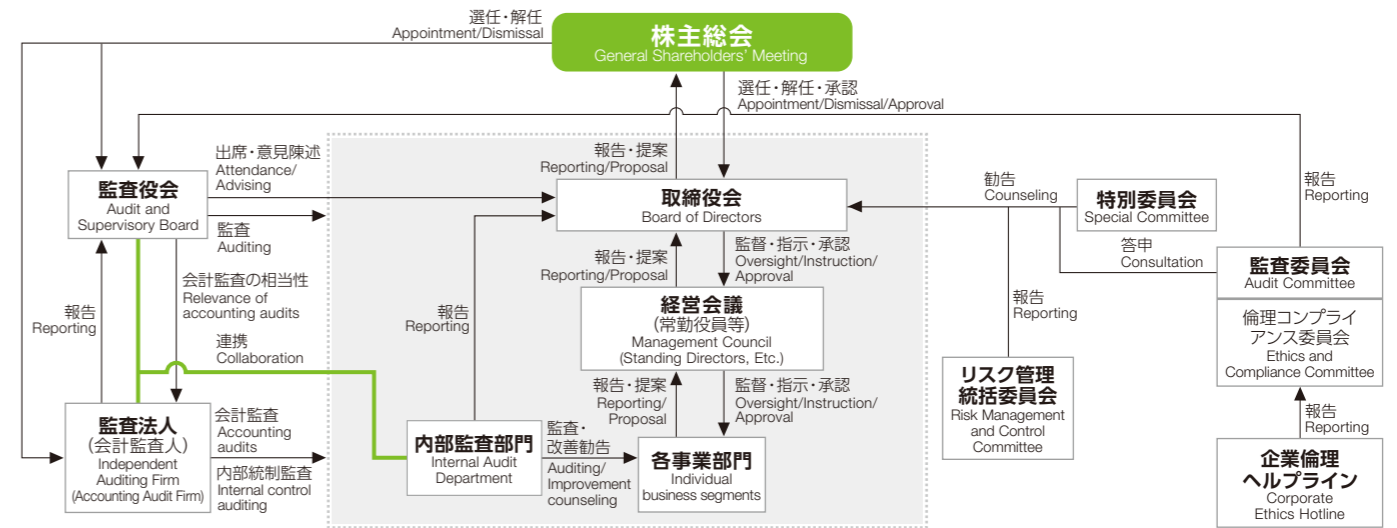 選任・解任
Appointment/Dismissal
株主総会
General Shareholders' Meeting
選任・解任・承認
Appointment/Dismissal/Approval
出席・意見陳述
Attendance/
Advising
報告・提案
Reporting/Proposal
監査役会
Audit and
Supervisory Board
取締役会
Board of Directors
勧告
Counseling
特別委員会
Special Committee
報告
Reporting
監査
Auditing
答申
Consultation
監査委員会
Audit Committee
倫理コンプライ
アンス委員会
Ethics and
Compliance Committee
報告・提案
Reporting/Proposal
監督・指示・承認
Oversight/Instruction/
Approval
会計監査の相当性
Relevance of
accounting audits
報告
Reporting
報告
Reporting
経営会議
(常勤役員等)
Management Council
(Standing Directors, Etc.)
報告
Reporting
連携
Collaboration
リスク管理
統括委員会
Risk Management
and Control
Committee
報告・提案
Reporting/
Proposal
監督・指示・承認
Oversight/Instruction/
Approval
報告
Reporting
監査法人
(会計監査人)
Independent
Auditing Firm
(Accounting Audit Firm)
会計監査
Accounting
audits
内部統制監査
Internal control
auditing
内部監査部門
Internal Audit
Department
監査・
改善勧告
Auditing/
Improvement
counseling
各事業部門
Individual
business segments
企業倫理
ヘルプライン
Corporate
Ethics Hotline